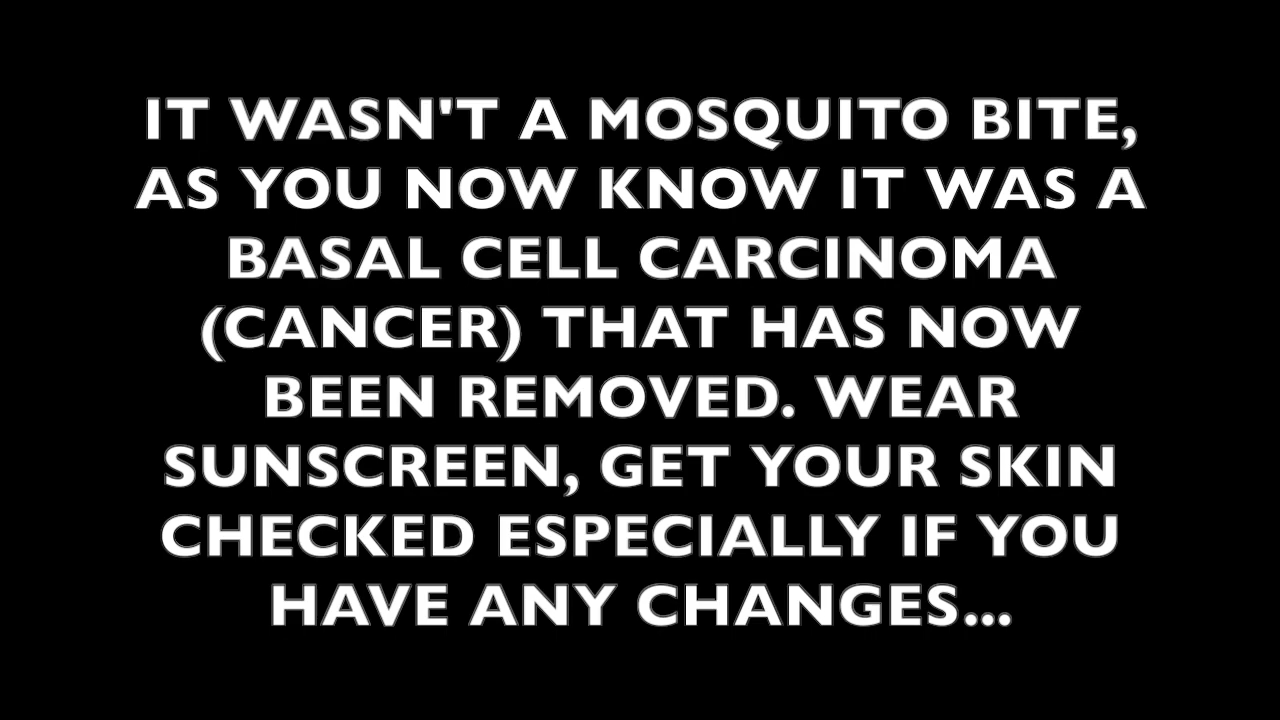 IT WASN'T A MOSQUITO BITE,
AS YOU NOW KNOW IT WAS A
BASAL CELL CARCINOMA
(CANCER) THAT HAS NOW
BEEN REMOVED. WEAR
SUNSCREEN, GET YOUR SKIN
CHECKED ESPECIALLY IF YOU
HAVE ANY CHANGES...